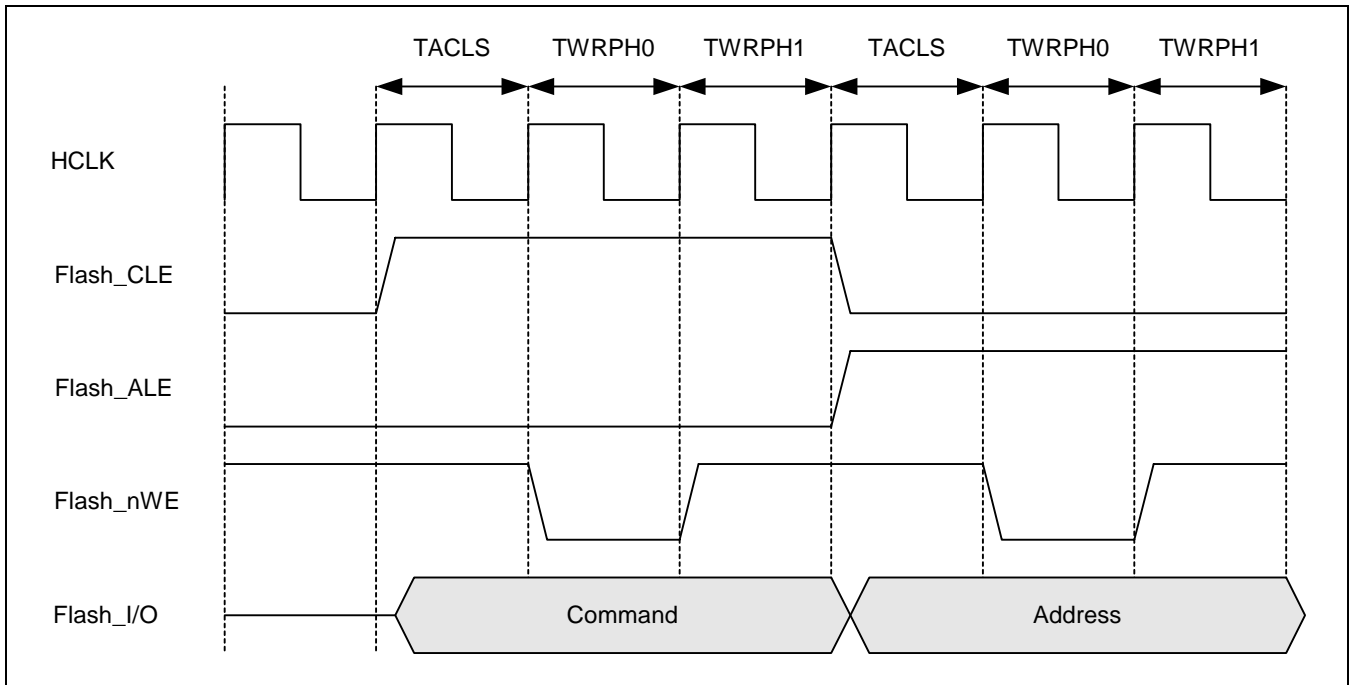 TACLS TWRPH0 TWRPH1 TACLS TWRPH0 TWRPH1
HCLK
Flash_CLE
Flash_ALE
Flash_nWE
Flash_I/O Command Address